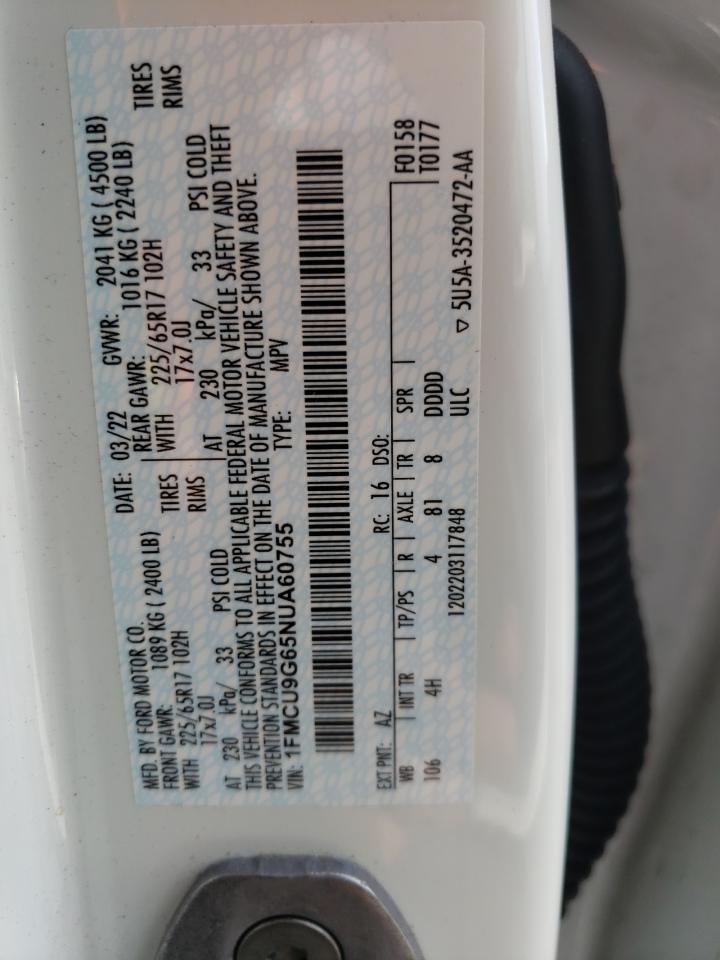 MFD. BY FORD MOTOR CO.
DATE: 03/22 GVWR: 2041 KG ( 4500 LB)
FRONT GAWR: 1089 KG ( 2400 LB) REAR GAWR: 1016 KG ( 2240 LB)
WITH 225/65R17 102H TIRES WITH 225/65R17 102H TIRES
17x7.0J RIMS 17x7.0J RIMS
AT 230 kPa/ 33 PSI COLD AT 230 kPa/ 33 PSI COLD
THIS VEHICLE CONFORMS TO ALL APPLICABLE FEDERAL MOTOR VEHICLE SAFETY AND THEFT
PREVENTION STANDARDS IN EFFECT ON THE DATE OF MANUFACTURE SHOWN ABOVE.
VIN: 1FMCU9G65NUA60755 TYPE: MPV
EXT PNT: AZ RC: 16 DSO: F0158
WB INT TR TP/PS R AXLE TR SPR T0177
106 4H 4 81 8 DDDD
1202203117848 ULC ▽ 5U5A-3520472-AA